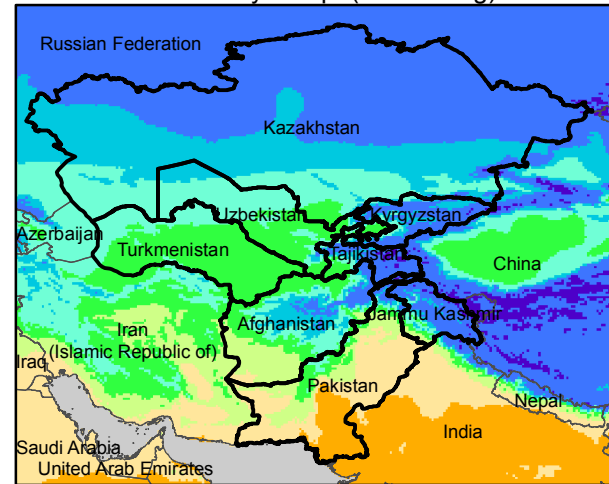 Russian Federation
Kazakhstan
Uzbekistan
Kyrgyzstan
Azerbaijan
Turkmenistan
Tajikistan
China
Iran
(Islamic Republic of)
Afghanistan
Jammu Kashmir
Iraq
Pakistan
Nepal
India
Saudi Arabia
United Arab Emirates